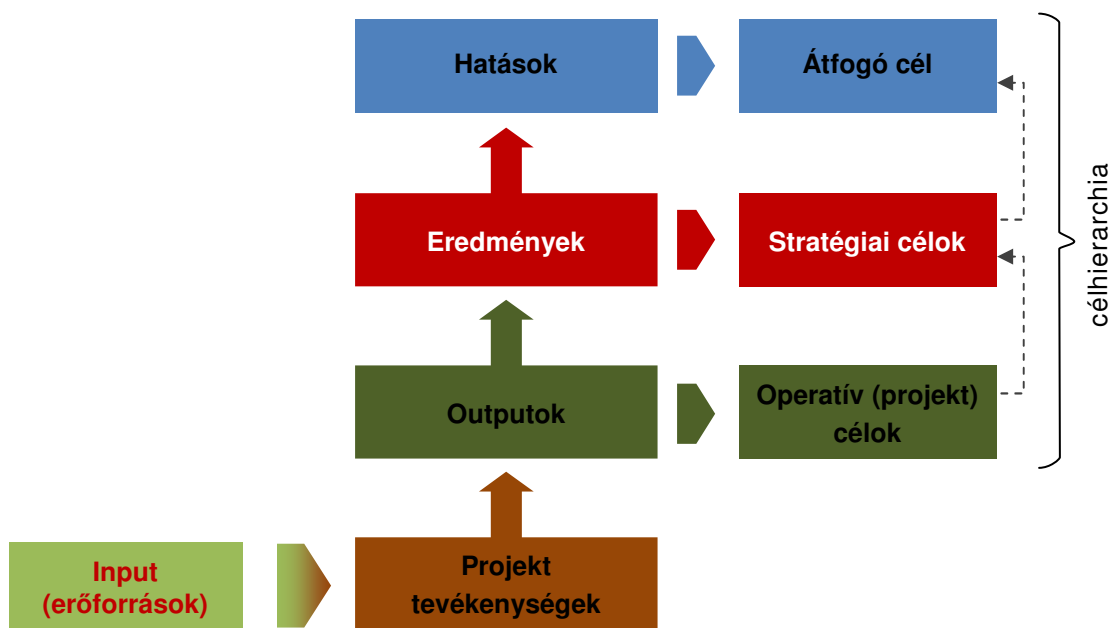 Hatások
Átfogó cél
Eredmények
Stratégiai célok
Outputok
Operatív (projekt)
célok
célhierarchia
Input
(erőforrások)
Projekt
tevékenységek